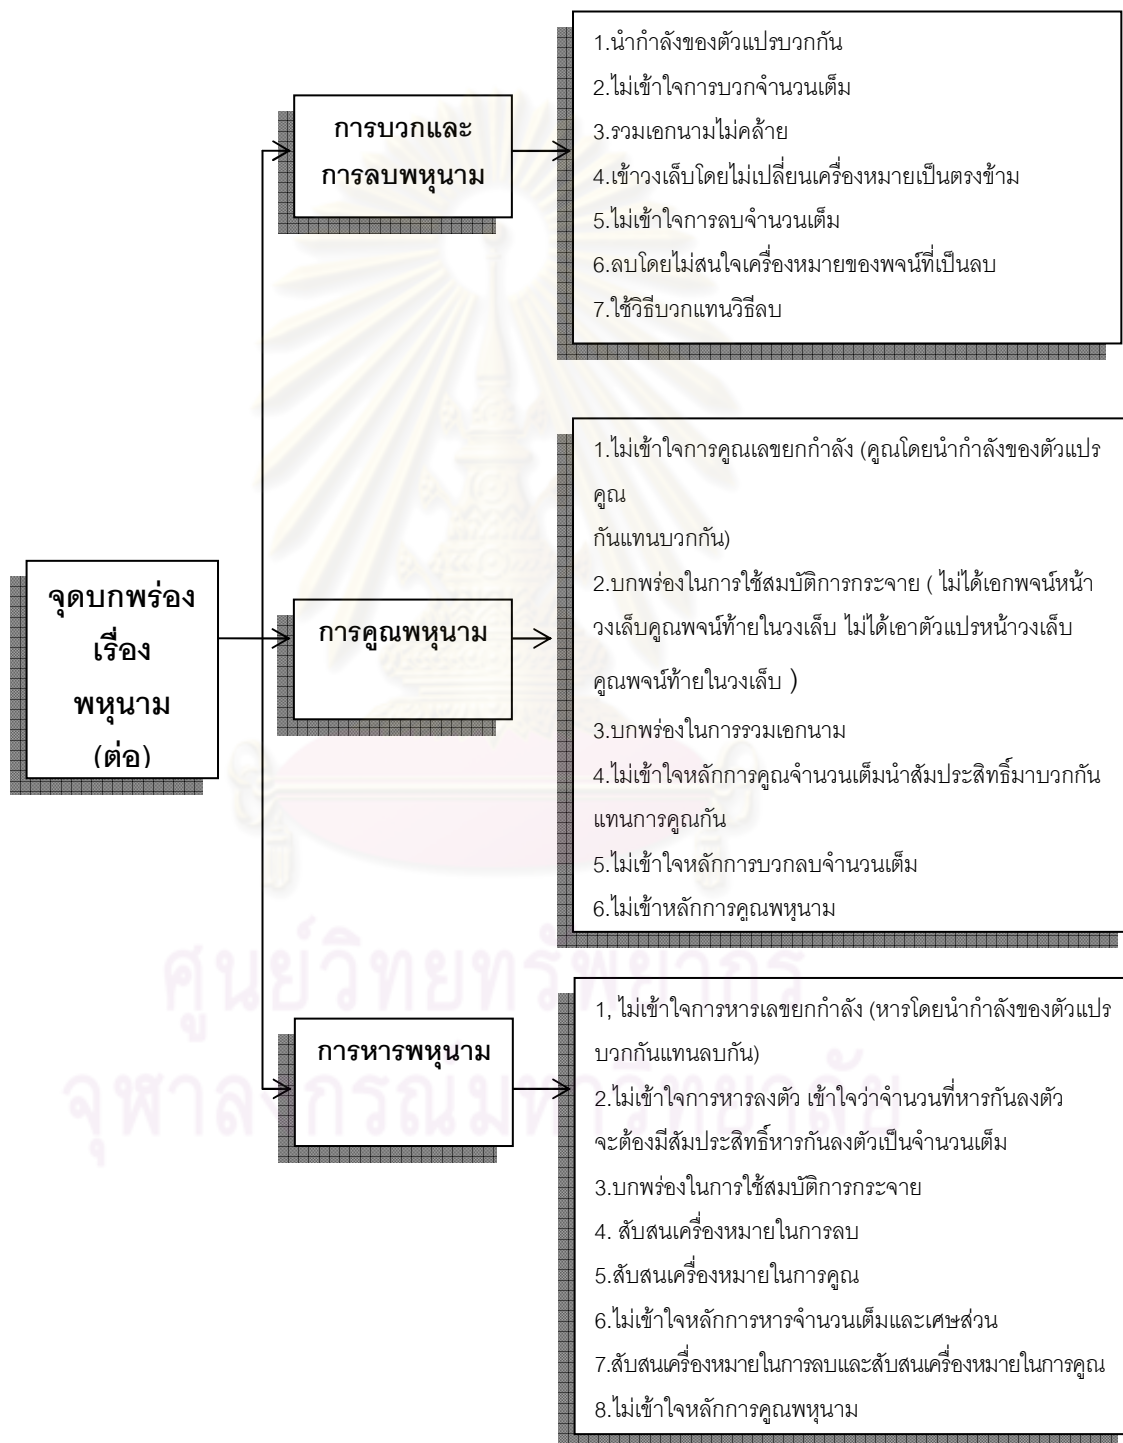 จุดบกพร่อง
เรื่อง
พหุนาม
(ต่อ)
การบวกและ
การลบพหุนาม
1.นำกำลังของตัวแปรบวกกัน
2.ไม่เข้าใจการบวกจำนวนเต็ม
3.รวมเอกนามไม่คล้าย
4.เข้าวงเล็บโดยไม่เปลี่ยนเครื่องหมายเป็นตรงข้าม
5.ไม่เข้าใจการลบจำนวนเต็ม
6.ลบโดยไม่สนใจเครื่องหมายของพจน์ที่เป็นลบ
7.ใช้วิธีบวกแทนวิธีลบ
การคูณพหุนาม
1.ไม่เข้าใจการคูณเลขยกกำลัง (คูณโดยนำกำลังของตัวแปร
คูณ
กันแทนบวกกัน)
2.บกพร่องในการใช้สมบัติการกระจาย ( ไม่ได้เอกพจน์หน้า
วงเล็บคูณพจน์ท้ายในวงเล็บ ไม่ได้เอาตัวแปรหน้าวงเล็บ
คูณพจน์ท้ายในวงเล็บ )
3.บกพร่องในการรวมเอกนาม
4.ไม่เข้าใจหลักการคูณจำนวนเต็มนำสัมประสิทธิ์มาบวกกัน
แทนการคูณกัน
5.ไม่เข้าใจหลักการบวกลบจำนวนเต็ม
6.ไม่เข้าหลักการคูณพหุนาม
การหารพหุนาม
1, ไม่เข้าใจการหารเลขยกกำลัง (หารโดยนำกำลังของตัวแปร
บวกกันแทนลบกัน)
2.ไม่เข้าใจการหารลงตัว เข้าใจว่าจำนวนที่หารกันลงตัว
จะต้องมีสัมประสิทธิ์หารกันลงตัวเป็นจำนวนเต็ม
3.บกพร่องในการใช้สมบัติการกระจาย
4. สับสนเครื่องหมายในการลบ
5.สับสนเครื่องหมายในการคูณ
6.ไม่เข้าใจหลักการหารจำนวนเต็มและเศษส่วน
7.สับสนเครื่องหมายในการลบและสับสนเครื่องหมายในการคูณ
8.ไม่เข้าใจหลักการคูณพหุนาม
ศูนย์วิทยทรัพยากร
จุฬาลงกรณ์มหาวิทยาลัย